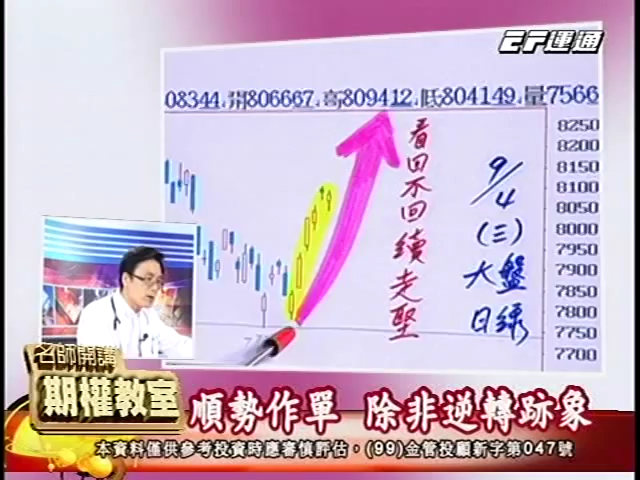 ET運通
08344,開806667,高809412,低804149,量7566
8250
8200
8150
8100
8050
8000
7950
7900
7850
7800
7750
7700
看回不回續走堅
9/4
(三)
大盤
日線
名師開講
期權教室
順勢作單 除非逆轉跡象
本資料僅供參考投資時應審慎評估，(99)金管投顧新字第047號